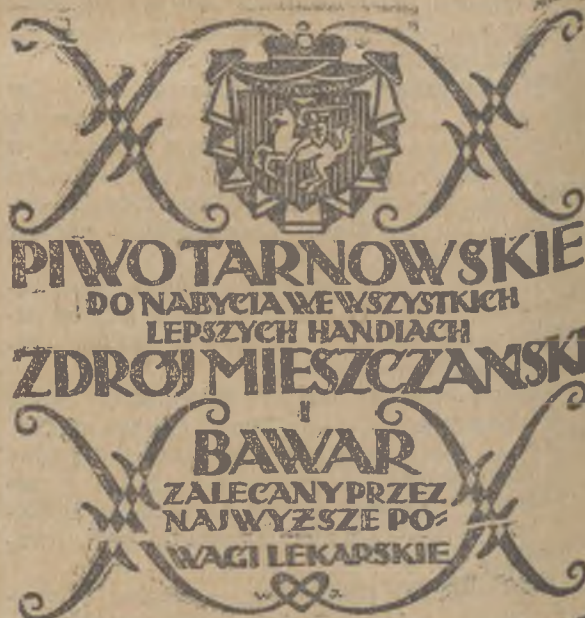 PIWO TARNOWSKIE
DO NABYCIA WE WSZYSTKICH
LEPSZYCH HANDLACH
ZDRÓJ MIESZCZAŃSKI
I
BAWAR
ZALECANY PRZEZ
NAJWYŻSZE PO=
WAGI LEKARSKIE